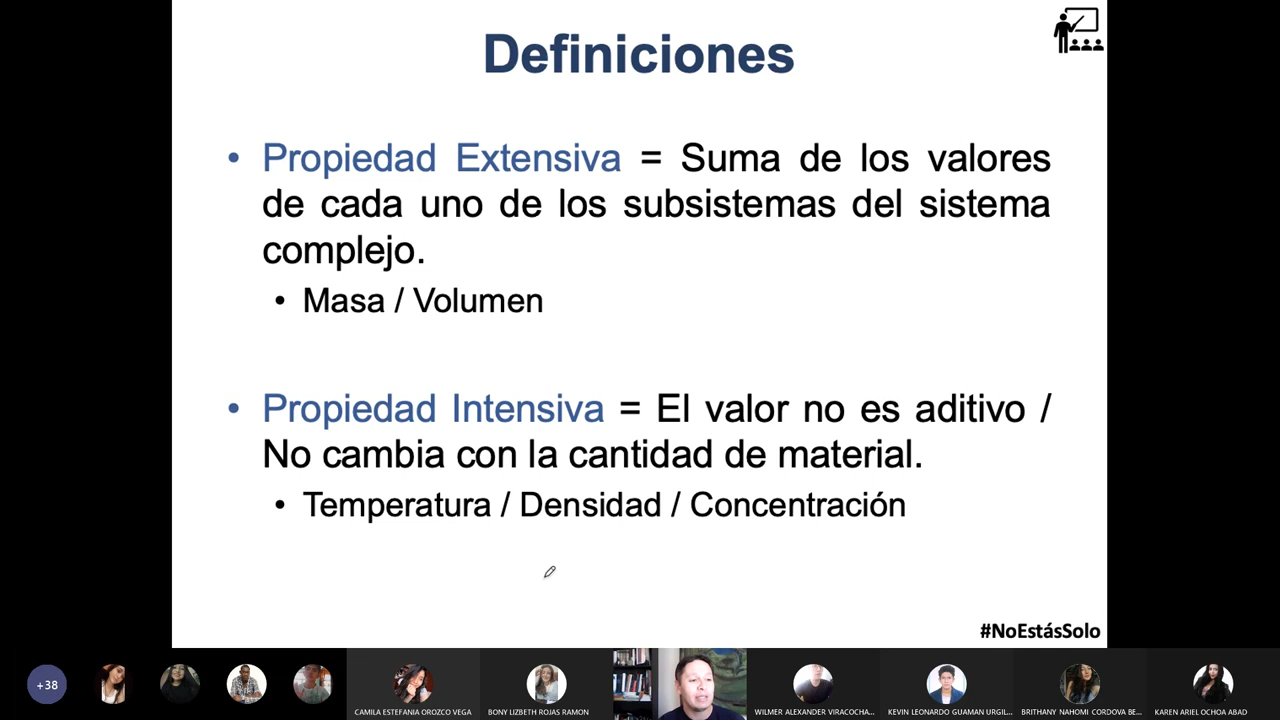 Definiciones
• Propiedad Extensiva = Suma de los valores
de cada uno de los subsistemas del sistema
complejo.
• Masa / Volumen
• Propiedad Intensiva = El valor no es aditivo /
No cambia con la cantidad de material.
• Temperatura / Densidad / Concentración
#NoEstásSolo
+38
CAMILA ESTEFANIA OROZCO VEGA
BONY LIZBETH ROJAS RAMON
WILMER ALEXANDER VIRACOCHA...
KEVIN LEONARDO GUAMAN URGIL...
BRITHANY NAHOMI CORDOVA BE...
KAREN ARIEL OCHOA ABAD